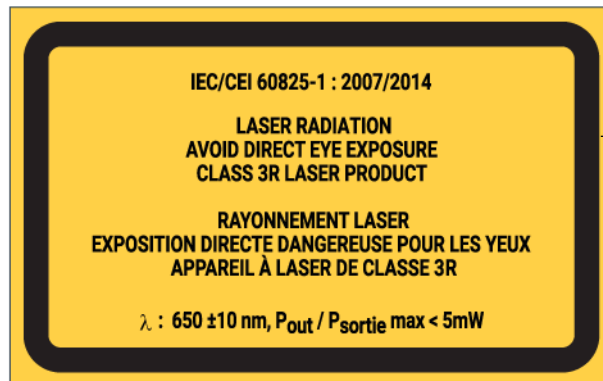 IEC/CEI 60825-1 : 2007/2014
LASER RADIATION
AVOID DIRECT EYE EXPOSURE
CLASS 3R LASER PRODUCT
RAYONNEMENT LASER
EXPOSITION DIRECTE DANGEREUSE POUR LES YEUX
APPAREIL À LASER DE CLASSE 3R
λ : 650 ±10 nm, Pout / Psortie max < 5mW